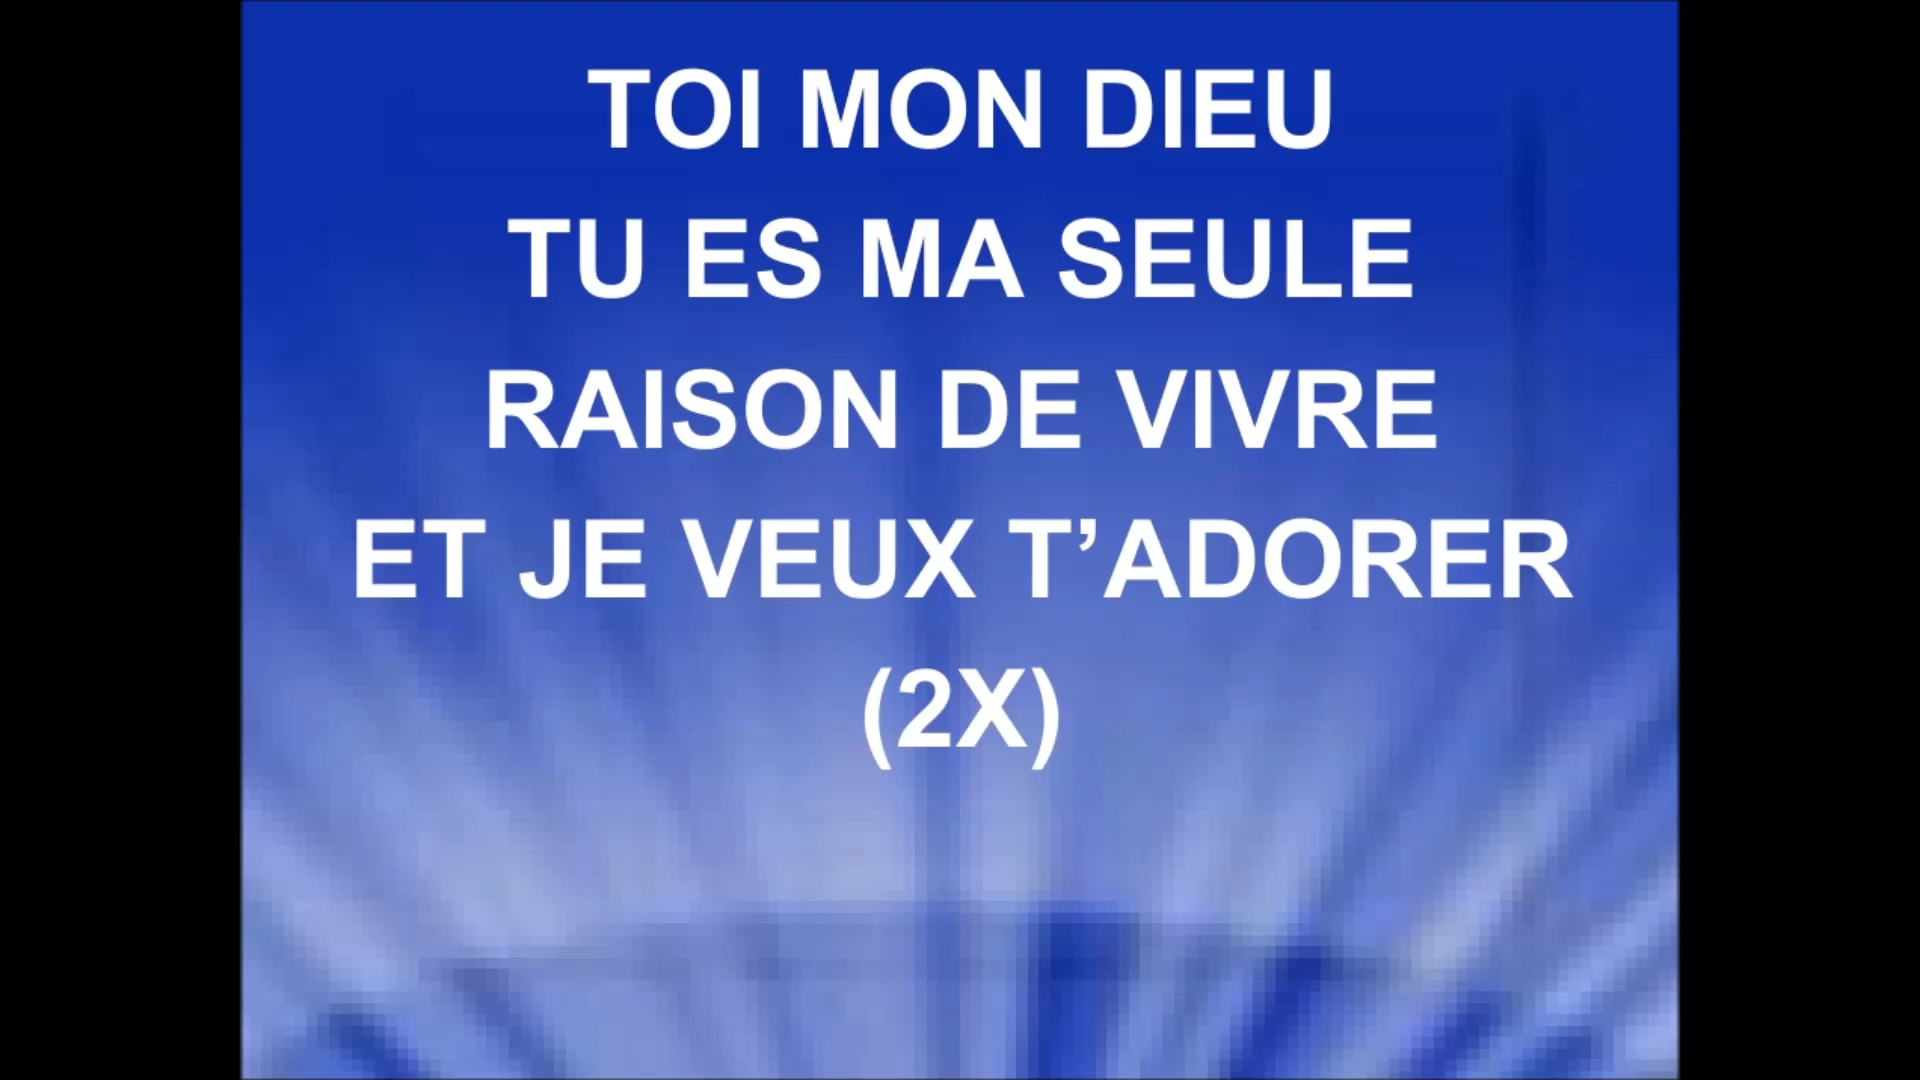 TOI MON DIEU
TU ES MA SEULE
RAISON DE VIVRE
ET JE VEUX T’ADORER
(2X)